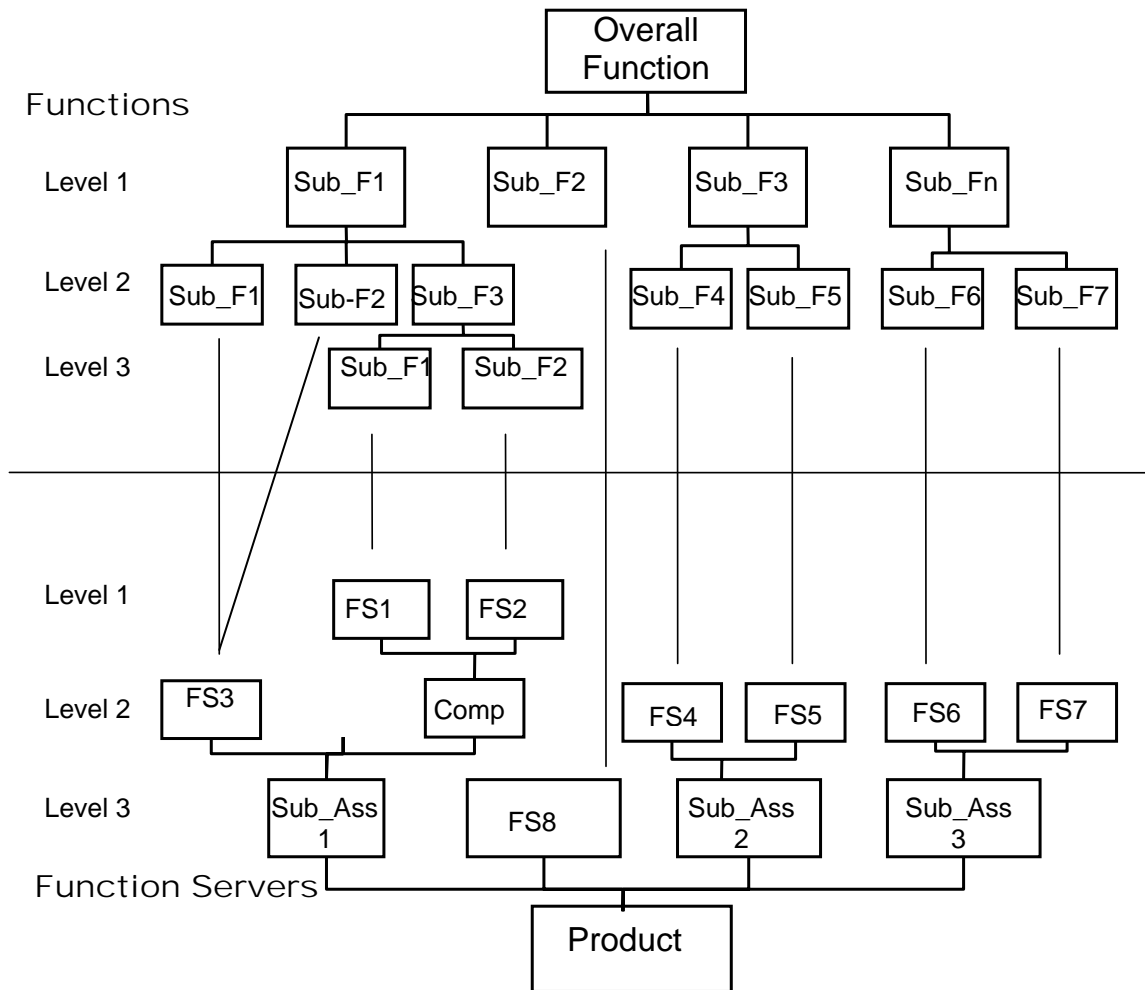 Overall
Function
Functions
Level 1
Sub_F1
Sub_F2
Sub_F3
Sub_Fn
Level 2
Sub_F1
Sub-F2
Sub_F3
Sub_F4
Sub_F5
Sub_F6
Sub_F7
Level 3
Sub_F1
Sub_F2
Level 1
FS1
FS2
Level 2
FS3
Comp
FS4
FS5
FS6
FS7
Level 3
Sub_Ass
1
FS8
Sub_Ass
2
Sub_Ass
3
Function Servers
Product